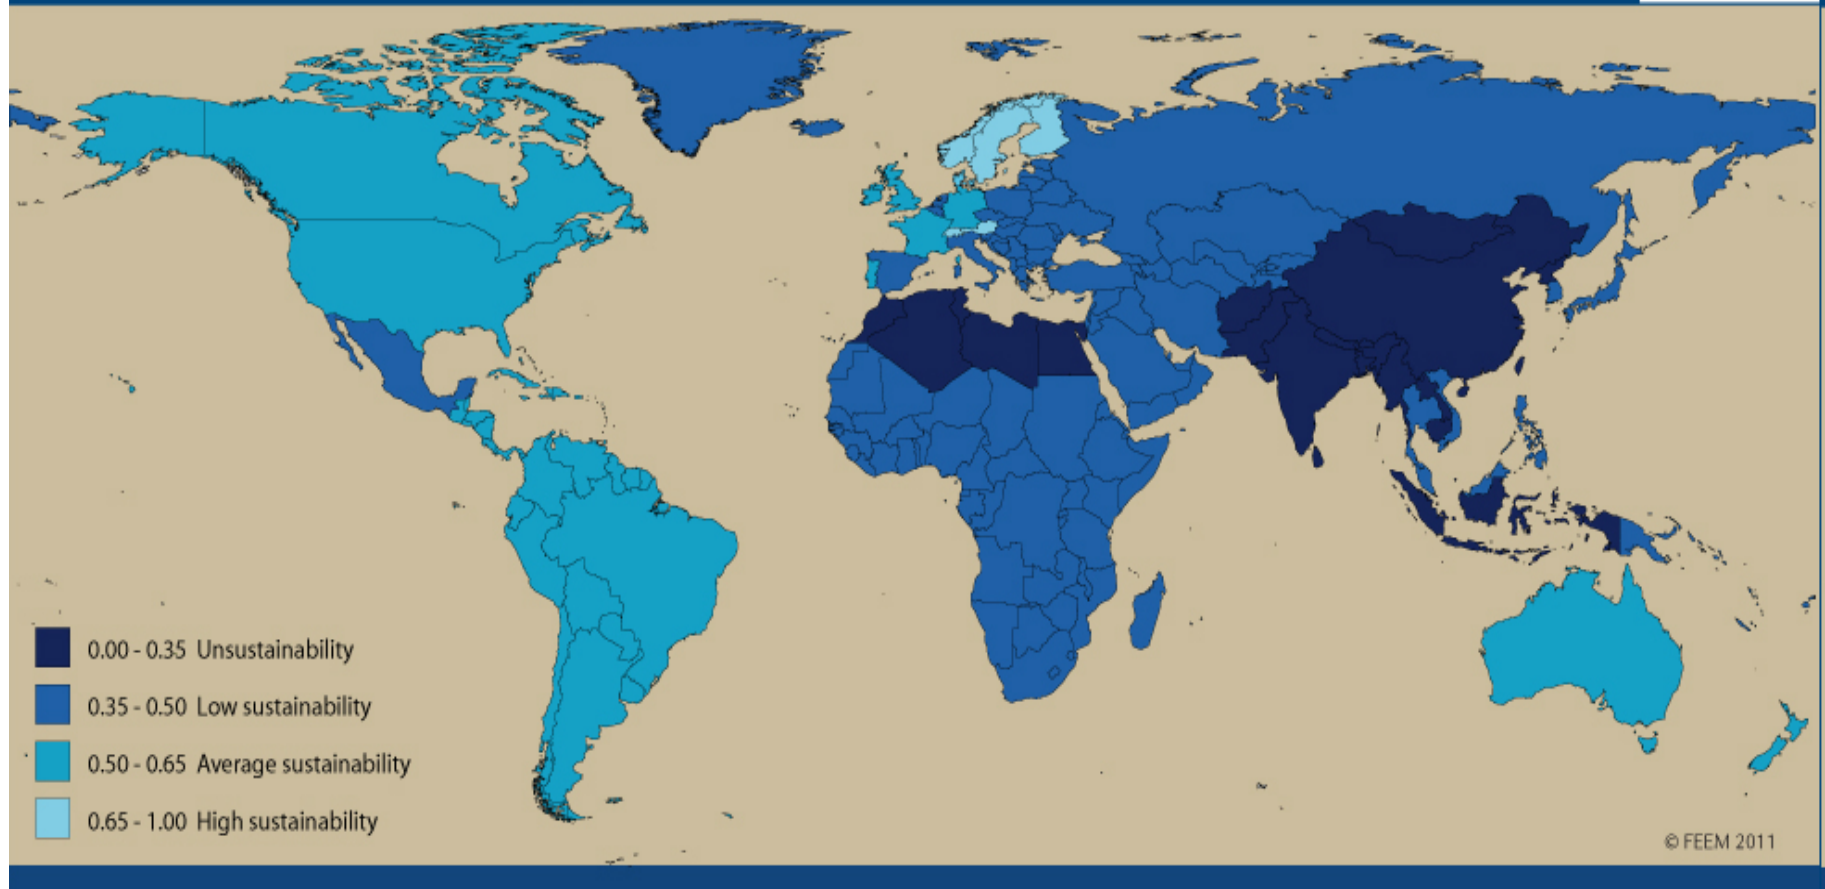 0.00 - 0.35 Unsustainability
0.35 - 0.50 Low sustainability
0.50 - 0.65 Average sustainability
0.65 - 1.00 High sustainability
© FEEM 2011